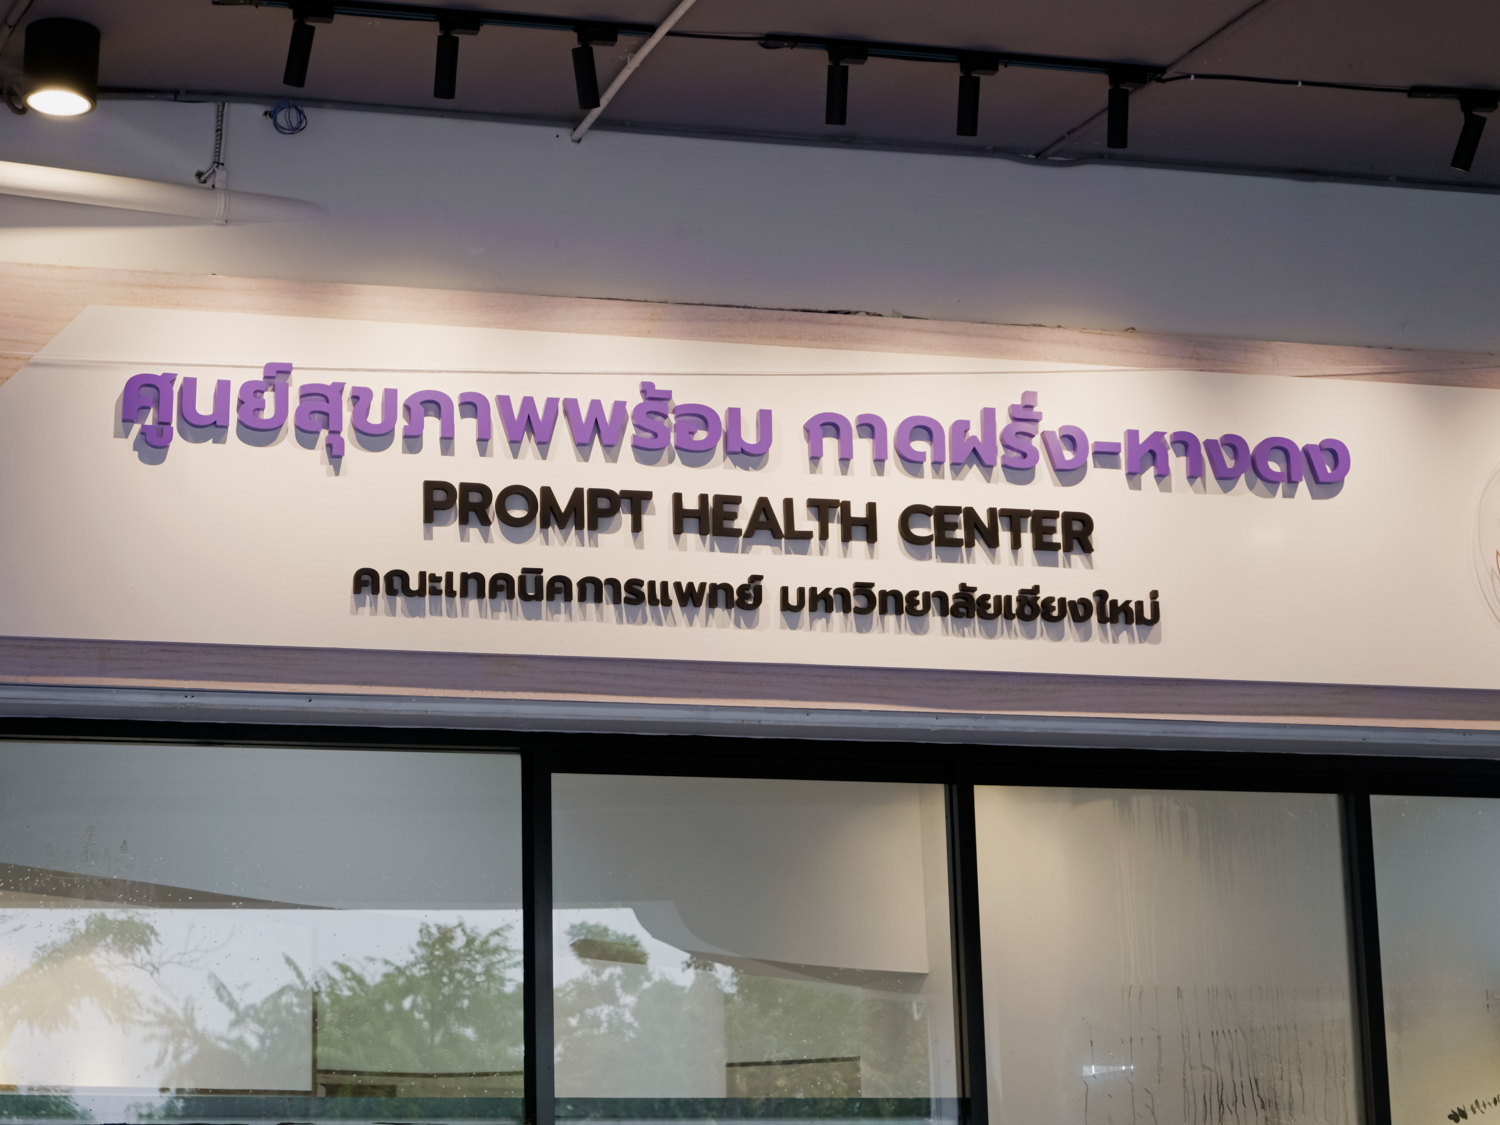 ศูนย์สุขภาพพร้อม กาดฝรั่ง-หางดง
PROMPT HEALTH CENTER
คณะเทคนิคการแพทย์ มหาวิทยาลัยเชียงใหม่